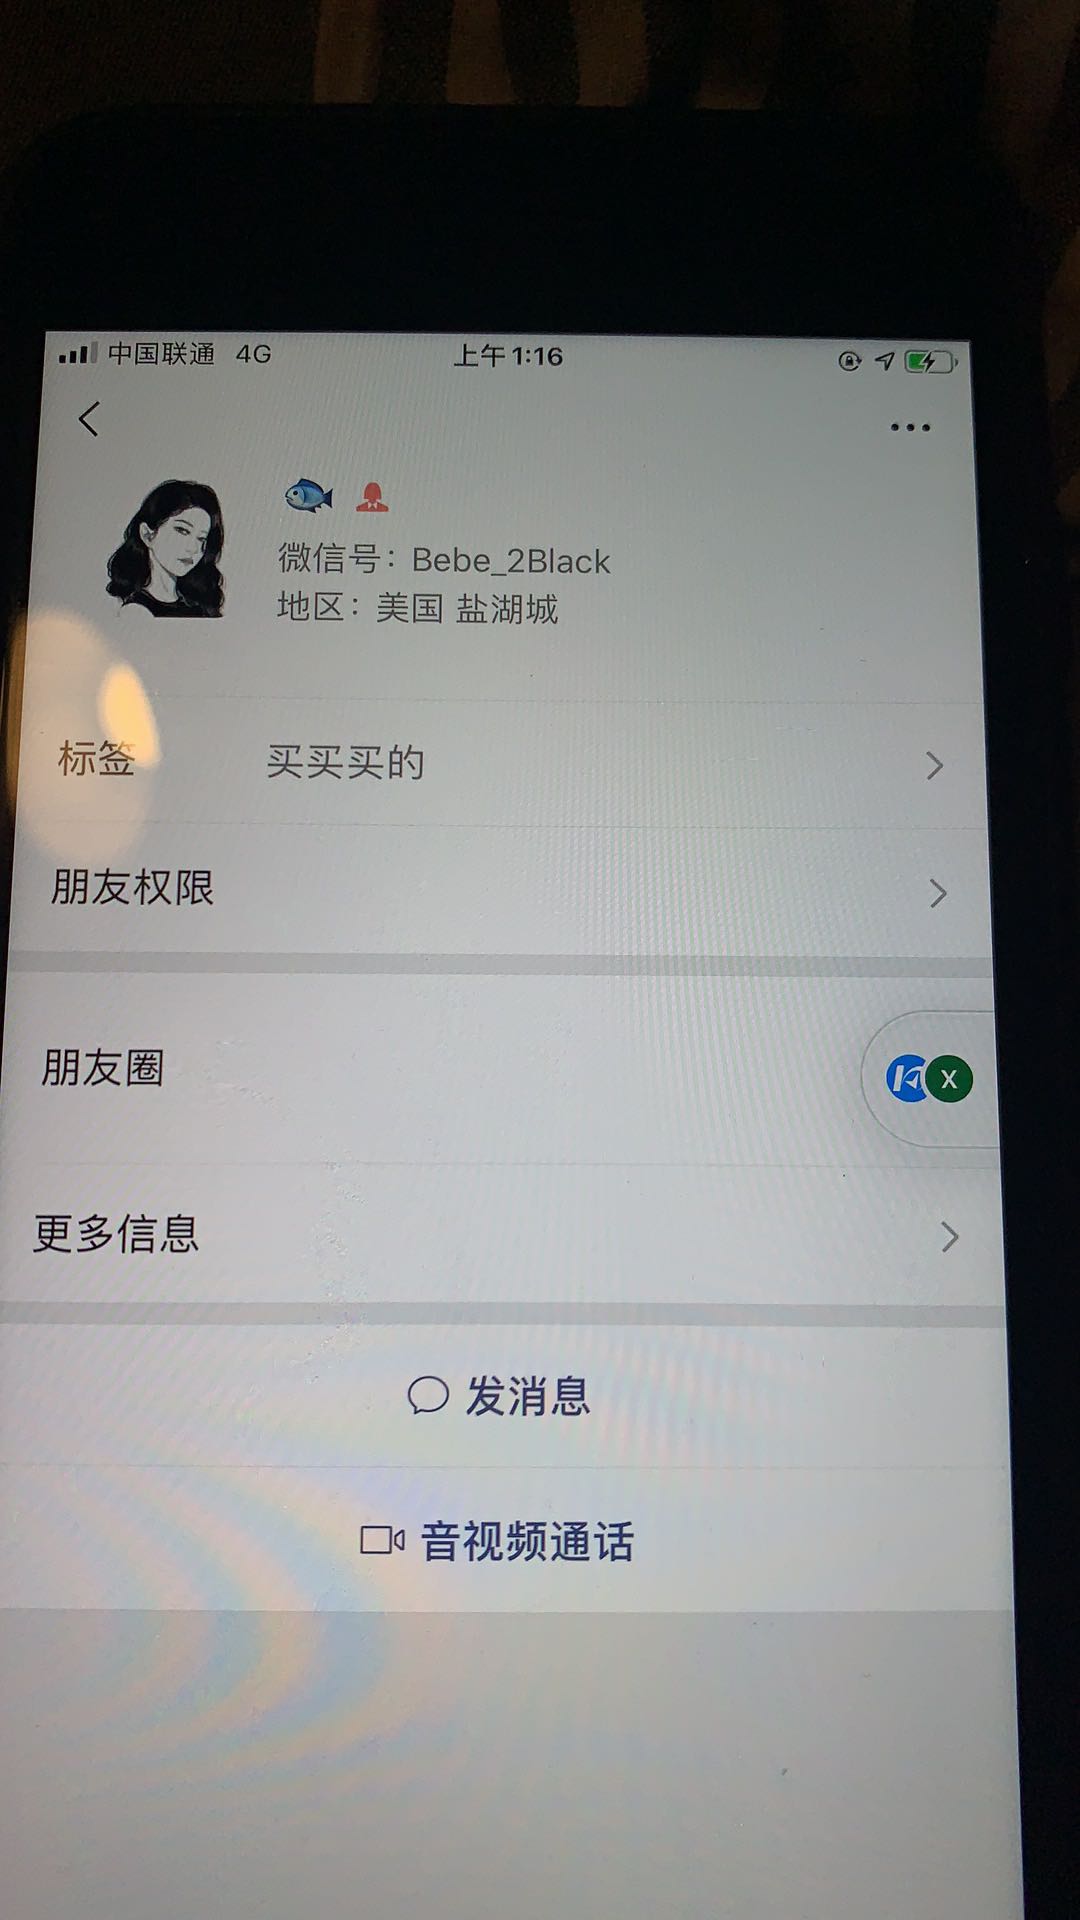 中国联通 4G 上午1:16
微信号：Bebe_2Black
地区：美国 盐湖城
标签 买买买的
朋友权限
朋友圈
X
更多信息
发消息
音视频通话